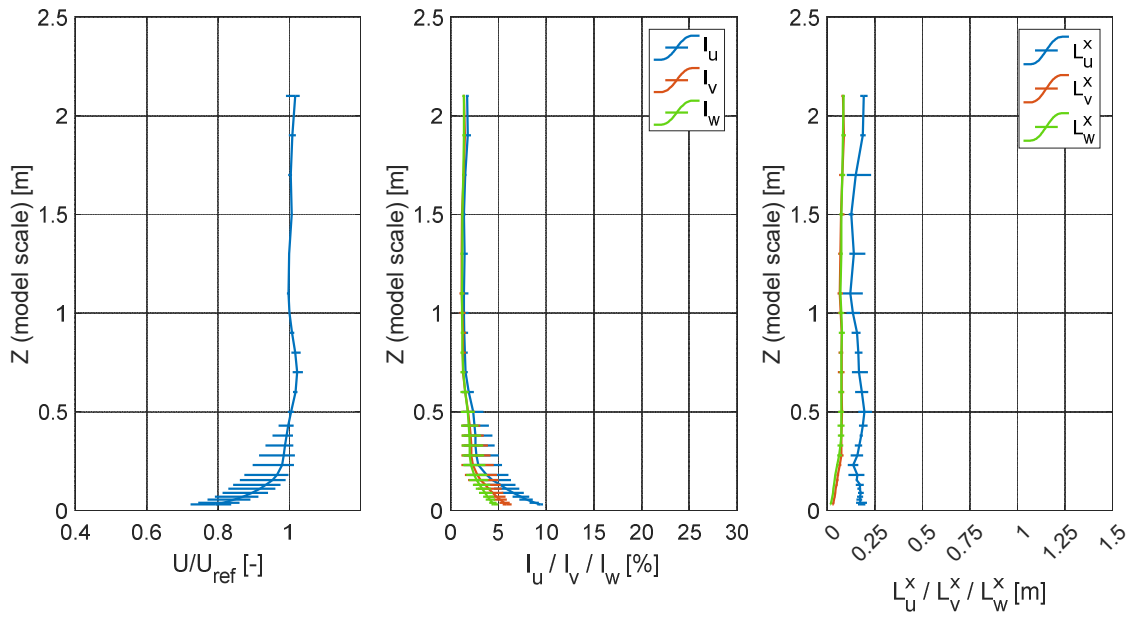 2.5
2
1.5
1
0.5
0
Z (model scale) [m]
0.4 0.6 0.8 1
U/U_ref [-]
2.5
2
1.5
1
0.5
0
Z (model scale) [m]
0 5 10 15 20 25 30
I_u / I_v / I_w [%]
I_u
I_v
I_w
2.5
2
1.5
1
0.5
0
Z (model scale) [m]
0 0.25 0.5 0.75 1 1.25 1.5
L_u^x / L_v^x / L_w^x [m]
L_u^x
L_v^x
L_w^x